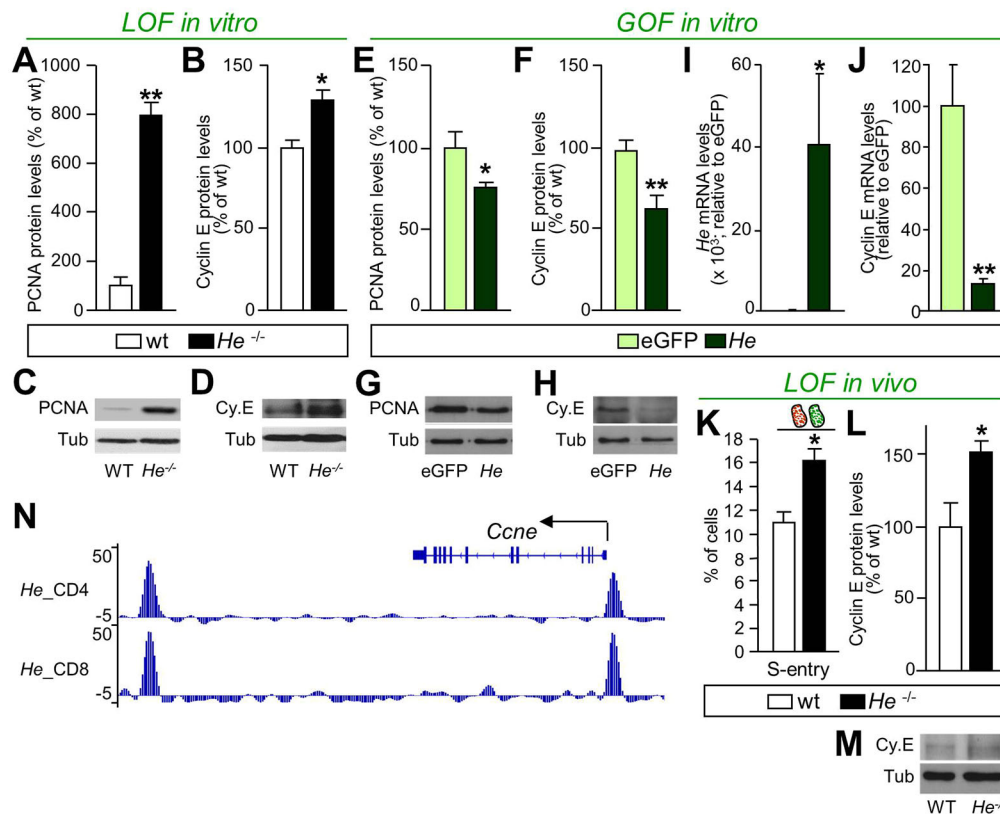 LOF in vitro
GOF in vitro
A
PCNA protein levels (% of wt)
1000
800
600
400
200
0
**
B
Cyclin E protein levels
(% of wt)
150
100
50
0
*
E
PCNA protein levels (% of wt)
150
100
50
0
*
F
Cyclin E protein levels
(% of wt)
150
100
50
0
**
I
He mRNA levels
(x 10³; relative to eGFP)
60
40
20
0
*
J
Cyclin E mRNA levels
(relative to eGFP)
120
100
80
60
40
20
0
**
wt He -/-
eGFP He
C
PCNA
Tub
WT He-/-
D
Cy.E
Tub
WT He-/-
G
PCNA
Tub
eGFP He
H
Cy.E
Tub
eGFP He
LOF in vivo
K
% of cells
18
16
14
12
10
8
6
4
2
0
*
S-entry
L
Cyclin E protein levels
(% of wt)
150
100
50
0
*
wt He -/-
M
Cy.E
Tub
WT He-/-
N
Ccne
50
He_CD4
-5
50
He_CD8
-5